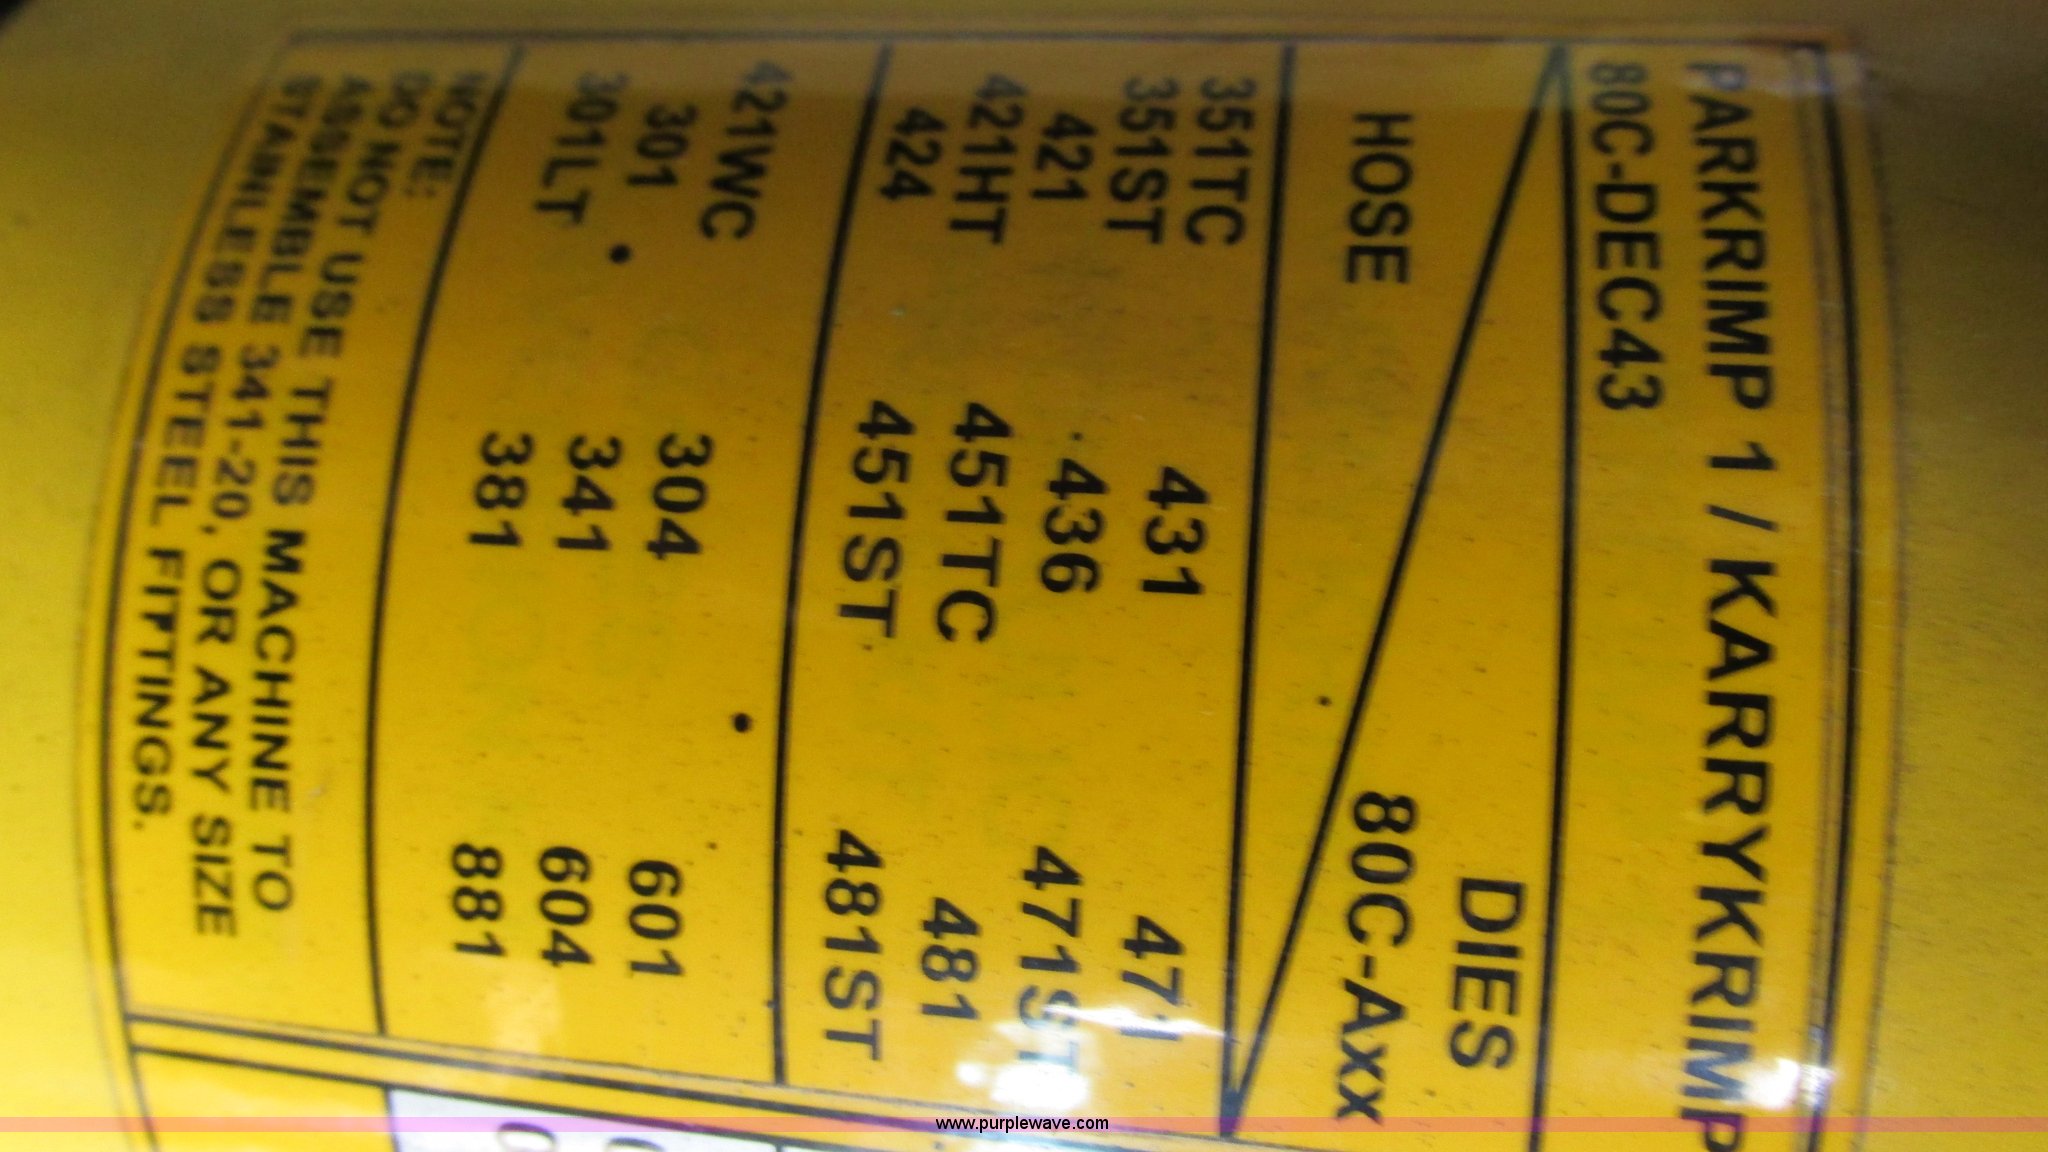 PARKRIMP 1 / KARRYKRIMP
80C-DEC43
DIES
HOSE 80C-Axx
351TC 431 471
351ST 436 471ST
421 451TC 481
421HT 451ST 481ST
424
421WC 304 601
301 341 604
301LT 381 881
NOTE:
DO NOT USE THIS MACHINE TO
ASSEMBLE 341-20, OR ANY SIZE
STAINLESS STEEL FITTINGS.
www.purplewave.com